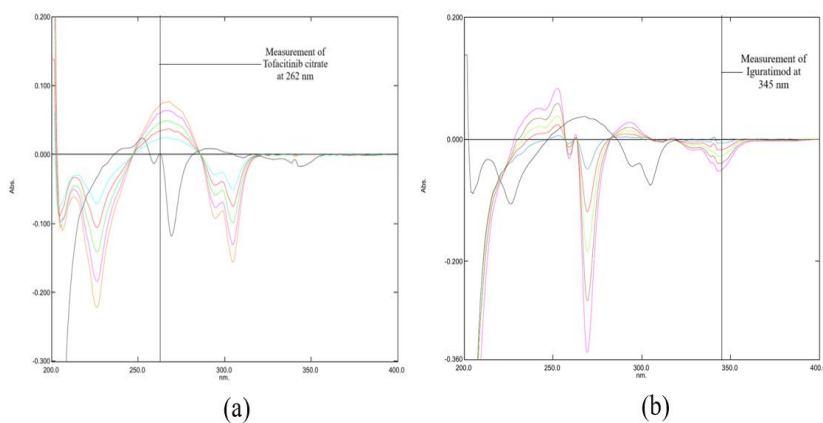 0.200
0.100
0.000
-0.100
-0.200
-0.300
Abs.
200.0 250.0 300.0 350.0 400.0
nm.
Measurement of
Tofacitinib citrate
at 262 nm
(a)
0.200
0.000
-0.200
-0.360
Abs.
200.0 250.0 300.0 350.0 400.0
nm.
Measurement of
Iguratimod at
345 nm
(b)